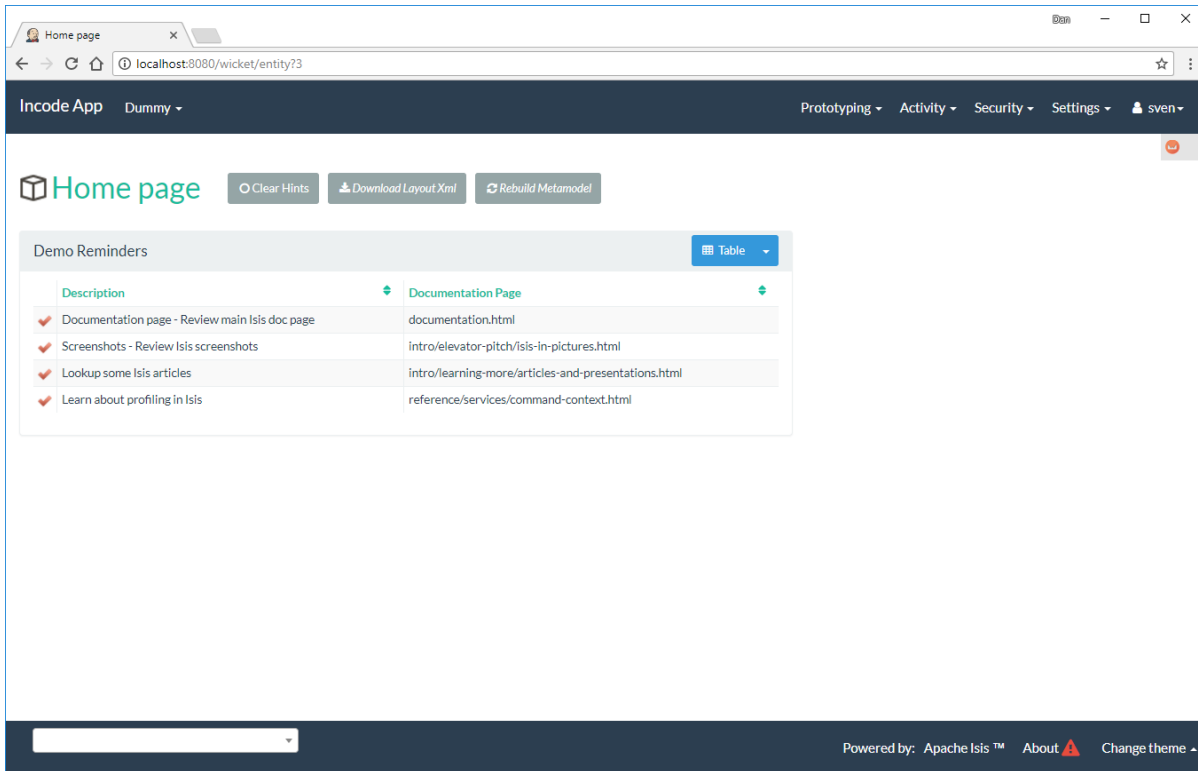 Dan
Home page
localhost:8080/wicket/entity?3
Incode App Dummy Prototyping Activity Security Settings sven
Home page Clear Hints Download Layout Xml Rebuild Metamodel
Demo Reminders Table
Description Documentation Page
Documentation page - Review main Isis doc page documentation.html
Screenshots - Review Isis screenshots intro/elevator-pitch/isis-in-pictures.html
Lookup some Isis articles intro/learning-more/articles-and-presentations.html
Learn about profiling in Isis reference/services/command-context.html
Powered by: Apache Isis ™ About Change theme